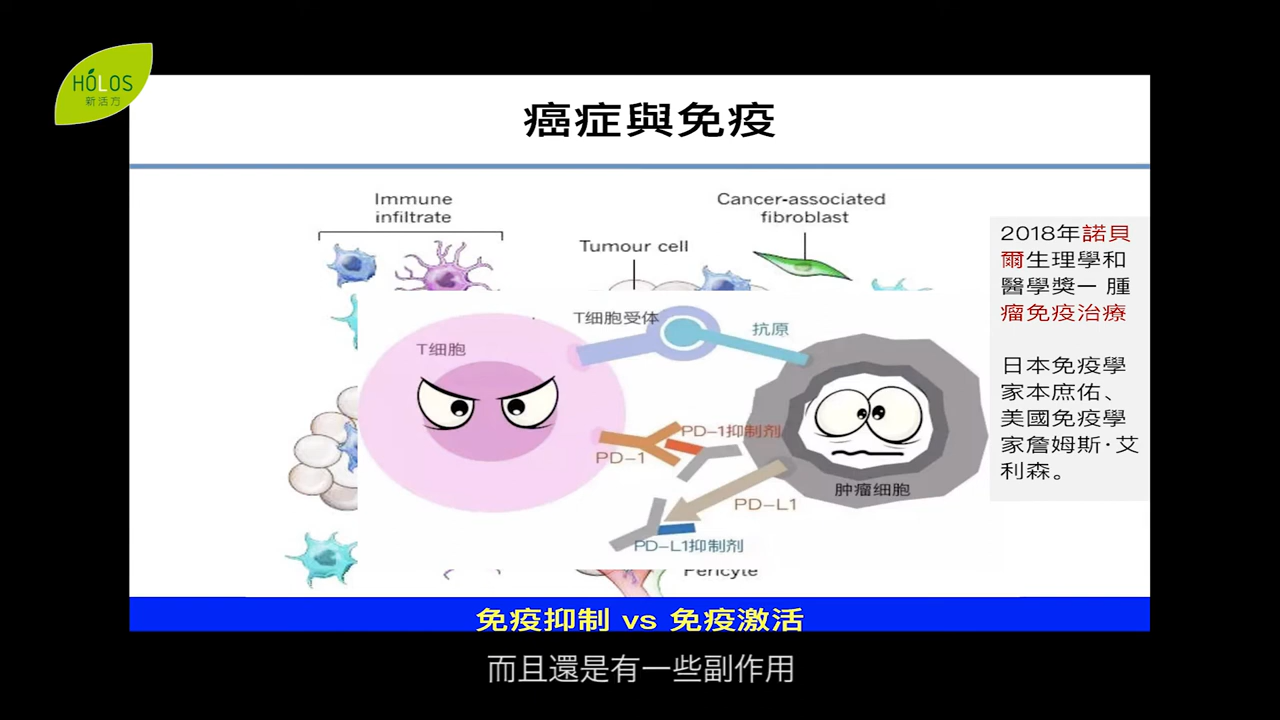 HÓLOS
新活方
癌症與免疫
Immune
infiltrate
Cancer-associated
fibroblast
Tumour cell
2018年諾貝
爾生理學和
醫學獎一 腫
瘤免疫治療
日本免疫學
家本庶佑、
美國免疫學
家詹姆斯·艾
利森。
T细胞受体
抗原
T细胞
PD-1抑制剂
PD-1
肿瘤细胞
PD-L1
PD-L1抑制剂
Pericyte
免疫抑制 vs 免疫激活
而且還是有一些副作用